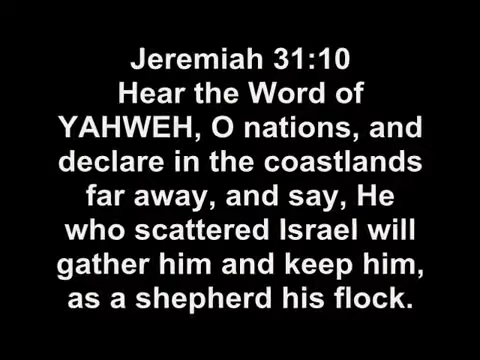 Jeremiah 31:10
Hear the Word of
YAHWEH, O nations, and
declare in the coastlands
far away, and say, He
who scattered Israel will
gather him and keep him,
as a shepherd his flock.